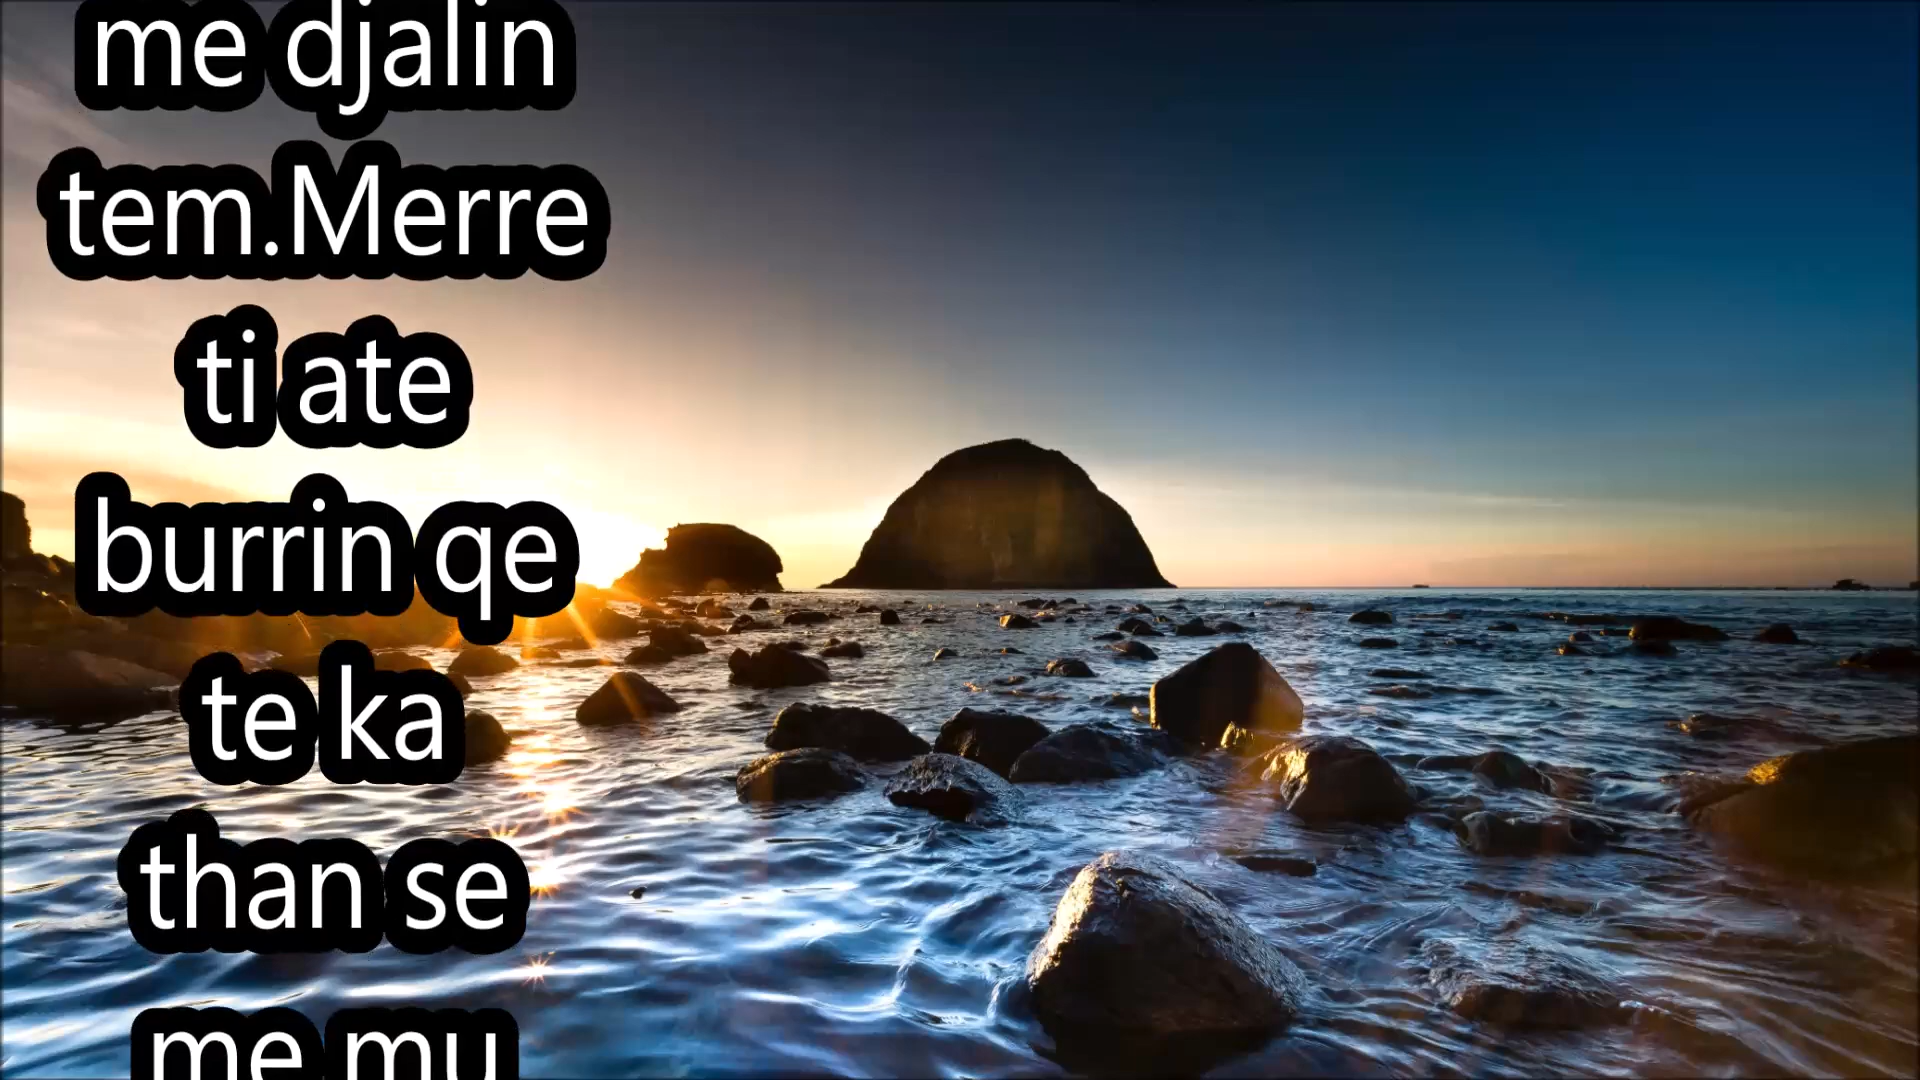 me djalin
tem.Merre
ti ate
burrin qe
te ka
than se
me mu